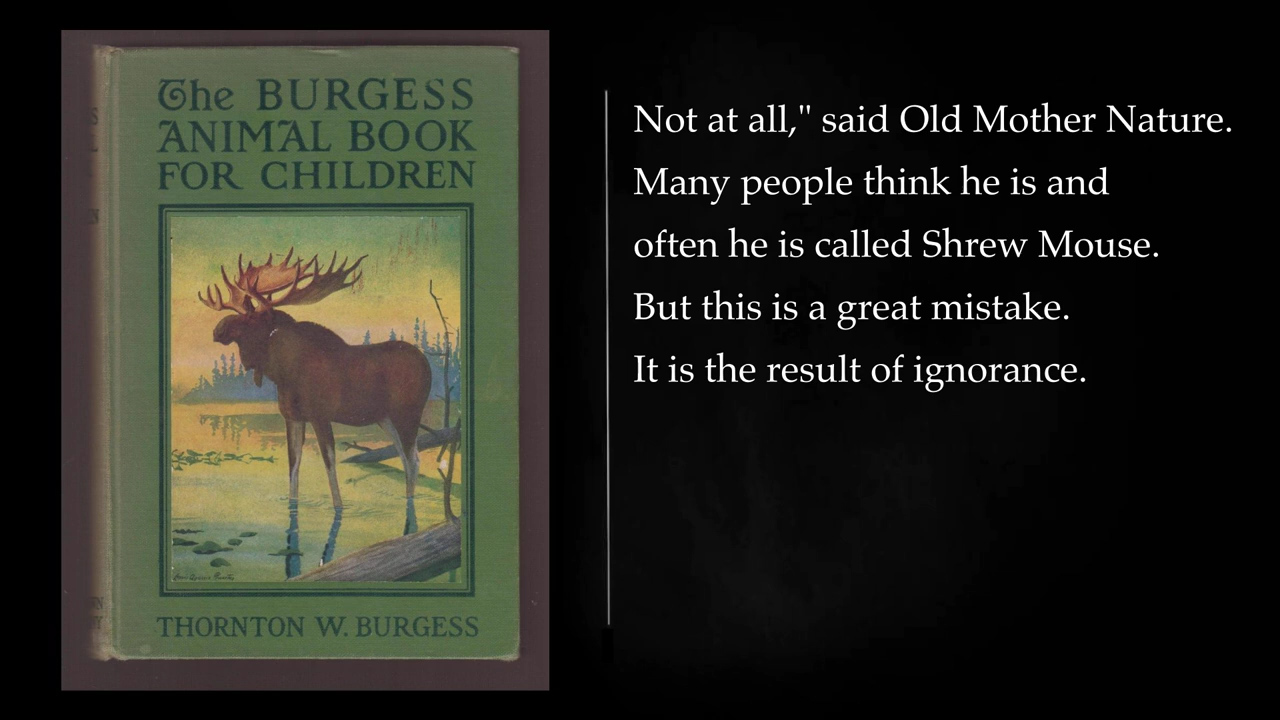 The BURGESS
ANIMAL BOOK
FOR CHILDREN
THORNTON W. BURGESS
Not at all," said Old Mother Nature.
Many people think he is and
often he is called Shrew Mouse.
But this is a great mistake.
It is the result of ignorance.